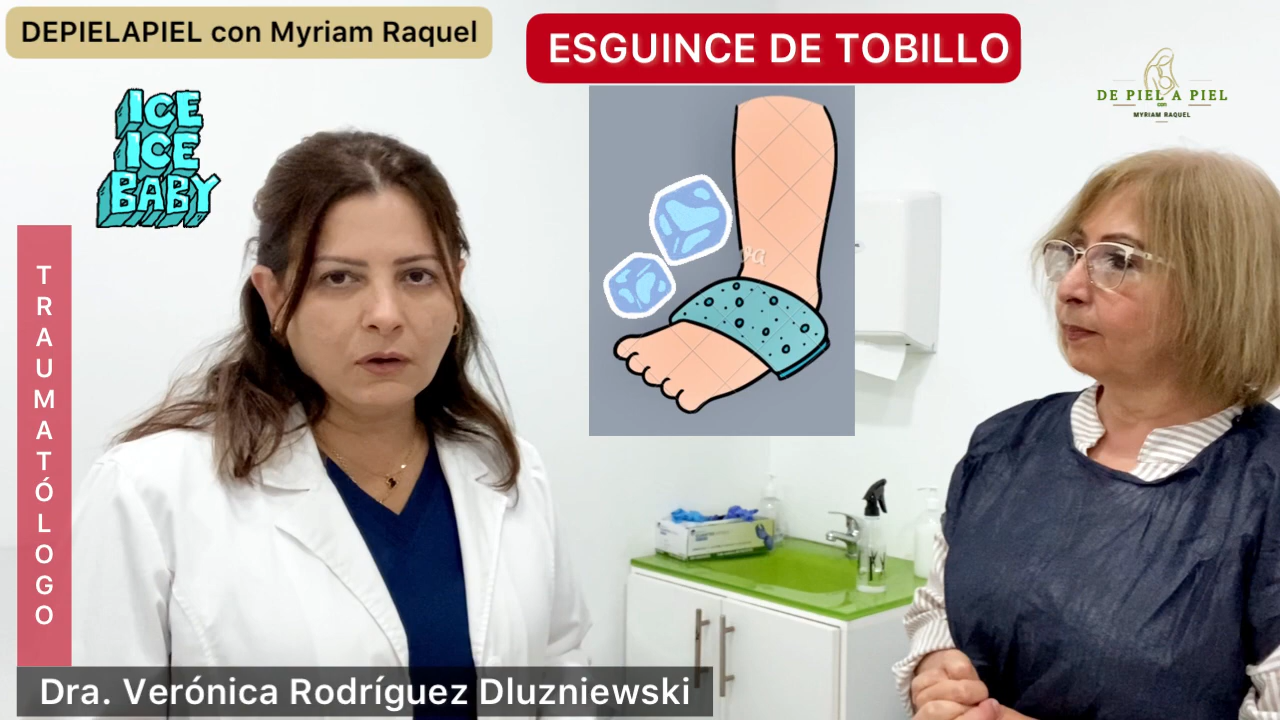 DEPIELAPIEL con Myriam Raquel
ESGUINCE DE TOBILLO
DE PIEL A PIEL
con
MYRIAM RAQUEL
ICE
ICE
BABY
TRAUMATÓLOGO
Dra. Verónica Rodríguez Dluzniewski